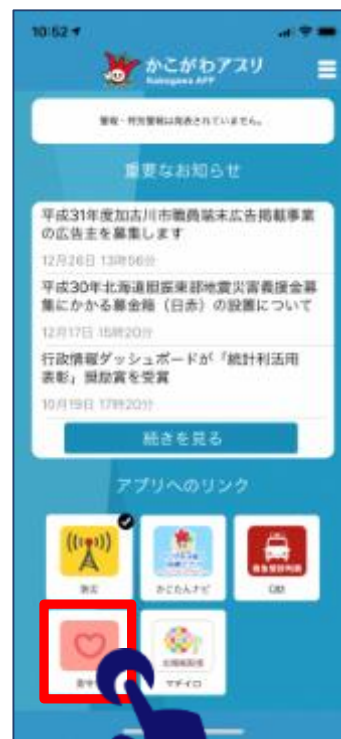 10:52
かこがわアプリ
Kakogawa APP
警報・特別警報は発表されていません。
重要なお知らせ
平成31年度加古川市職員端末広告掲載事業
の広告主を募集します
12月26日 13時56分
平成30年北海道胆振東部地震災害義援金募
集にかかる募金箱（日赤）の設置について
12月17日 15時20分
行政情報ダッシュボードが「統計利活用
表彰」奨励賞を受賞
10月19日 17時20分
続きを見る
アプリへのリンク
防災
かこたんナビ
Q助
マチイロ